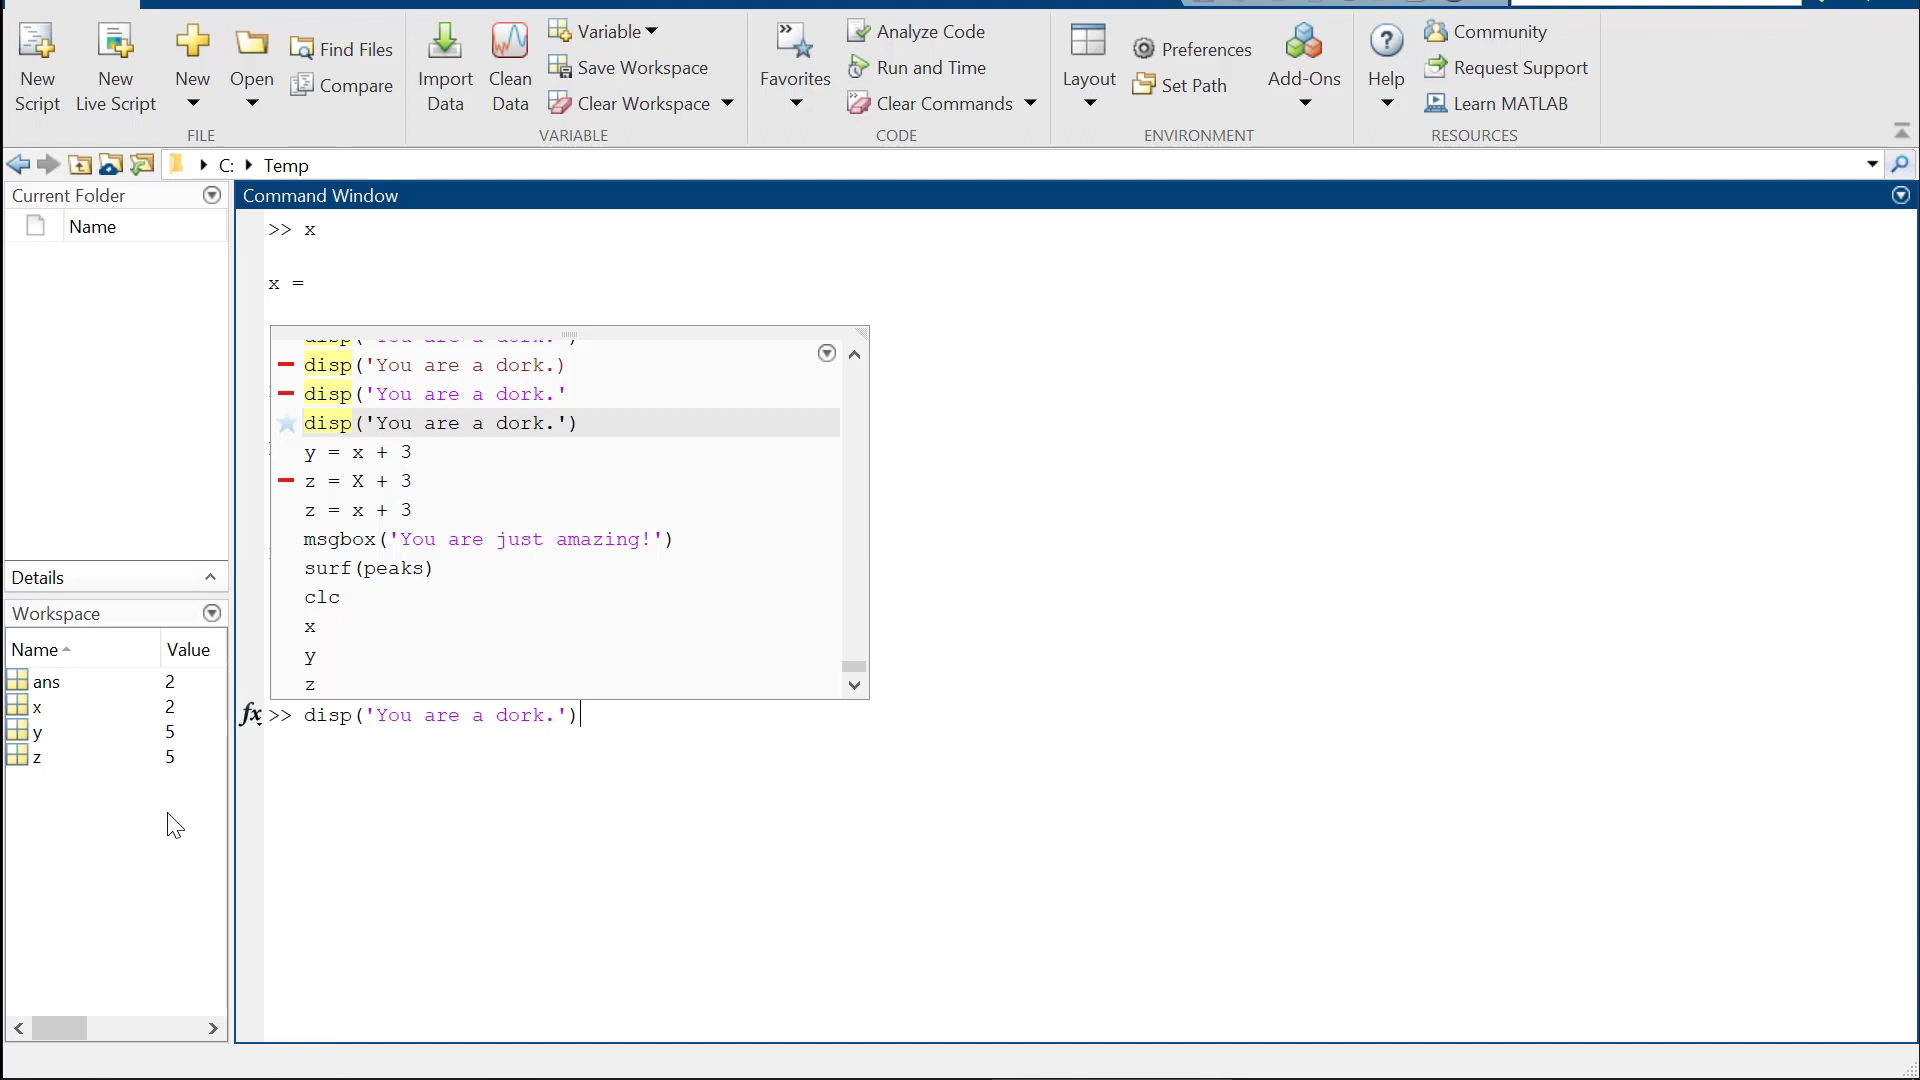 New Script
New Live Script
New
Open
Find Files
Compare
FILE
Import Data
Clean Data
Variable
Save Workspace
Clear Workspace
VARIABLE
Favorites
Analyze Code
Run and Time
Clear Commands
CODE
Layout
Preferences
Set Path
Add-Ons
ENVIRONMENT
Help
Community
Request Support
Learn MATLAB
RESOURCES
C: Temp
Current Folder
Name
Details
Workspace
Name Value
ans 2
x 2
y 5
z 5
Command Window
>> x
x =
disp('You are a dork.')
disp('You are a dork.)
disp('You are a dork.'
disp('You are a dork.')
y = x + 3
z = X + 3
z = x + 3
msgbox('You are just amazing!')
surf(peaks)
clc
x
y
z
fx >> disp('You are a dork.')